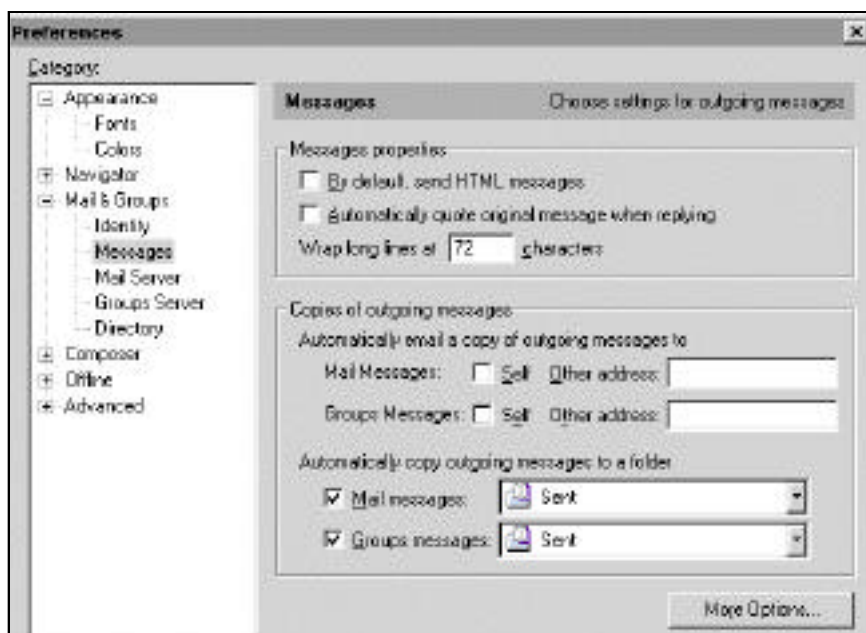 Preferences
Category:
Appearance
Fonts
Colors
Navigator
Mail & Groups
Identity
Messages
Mail Server
Groups Server
Directory
Composer
Offline
Advanced
Messages Choose settings for outgoing messages
Messages properties
By default, send HTML messages
Automatically quote original message when replying
Wrap long lines at 72 characters
Copies of outgoing messages
Automatically email a copy of outgoing messages to
Mail Messages: Self Other address:
Groups Messages: Self Other address:
Automatically copy outgoing messages to a folder
Mail messages: Sent
Groups messages: Sent
More Options...